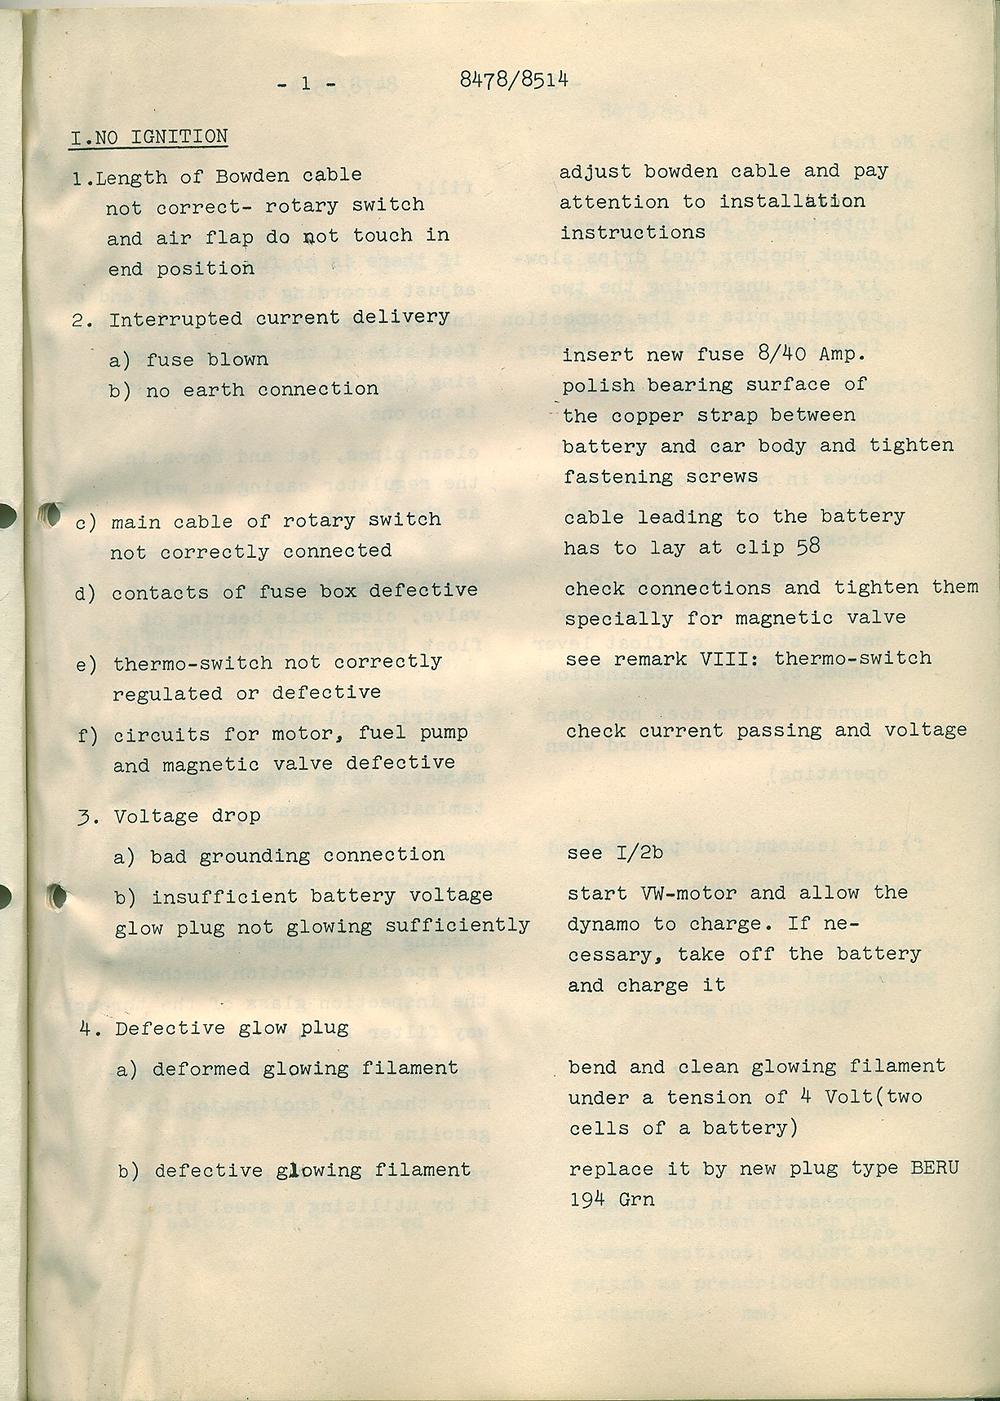 - 1 - 8478/8514
I.NO IGNITION
1.Length of Bowden cable
not correct- rotary switch
and air flap do not touch in
end position
adjust bowden cable and pay
attention to installation
instructions
2. Interrupted current delivery
a) fuse blown
insert new fuse 8/40 Amp.
b) no earth connection
polish bearing surface of
the copper strap between
battery and car body and tighten
fastening screws
c) main cable of rotary switch
not correctly connected
cable leading to the battery
has to lay at clip 58
d) contacts of fuse box defective
check connections and tighten them
specially for magnetic valve
e) thermo-switch not correctly
regulated or defective
see remark VIII: thermo-switch
f) circuits for motor, fuel pump
and magnetic valve defective
check current passing and voltage
3. Voltage drop
a) bad grounding connection
see I/2b
b) insufficient battery voltage
glow plug not glowing sufficiently
start VW-motor and allow the
dynamo to charge. If ne-
cessary, take off the battery
and charge it
4. Defective glow plug
a) deformed glowing filament
bend and clean glowing filament
under a tension of 4 Volt(two
cells of a battery)
b) defective glowing filament
replace it by new plug type BERU
194 Grn